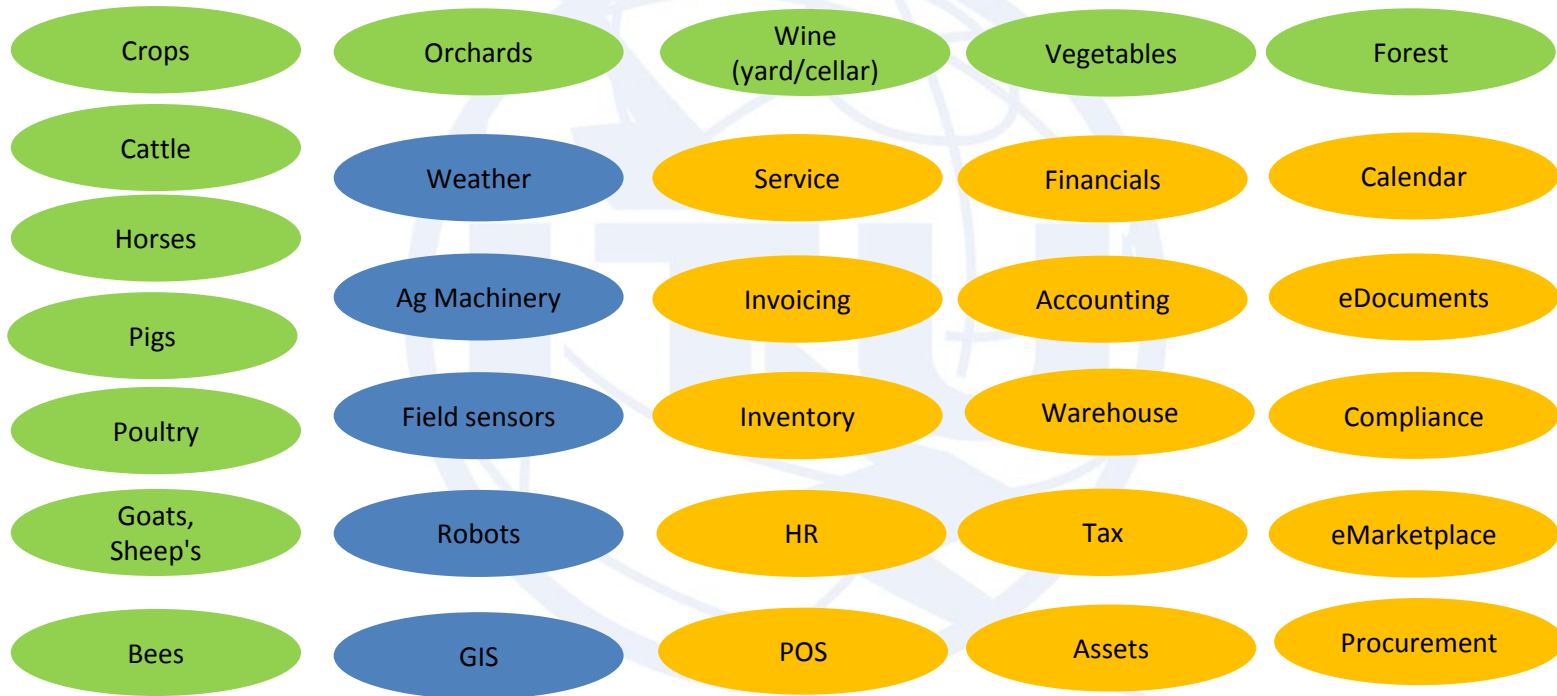 Crops
Orchards
Wine
(yard/cellar)
Vegetables
Forest
Cattle
Weather
Service
Financials
Calendar
Horses
Ag Machinery
Invoicing
Accounting
eDocuments
Pigs
Field sensors
Inventory
Warehouse
Compliance
Poultry
Goats,
Sheep's
Robots
HR
Tax
eMarketplace
Bees
GIS
POS
Assets
Procurement
ITU